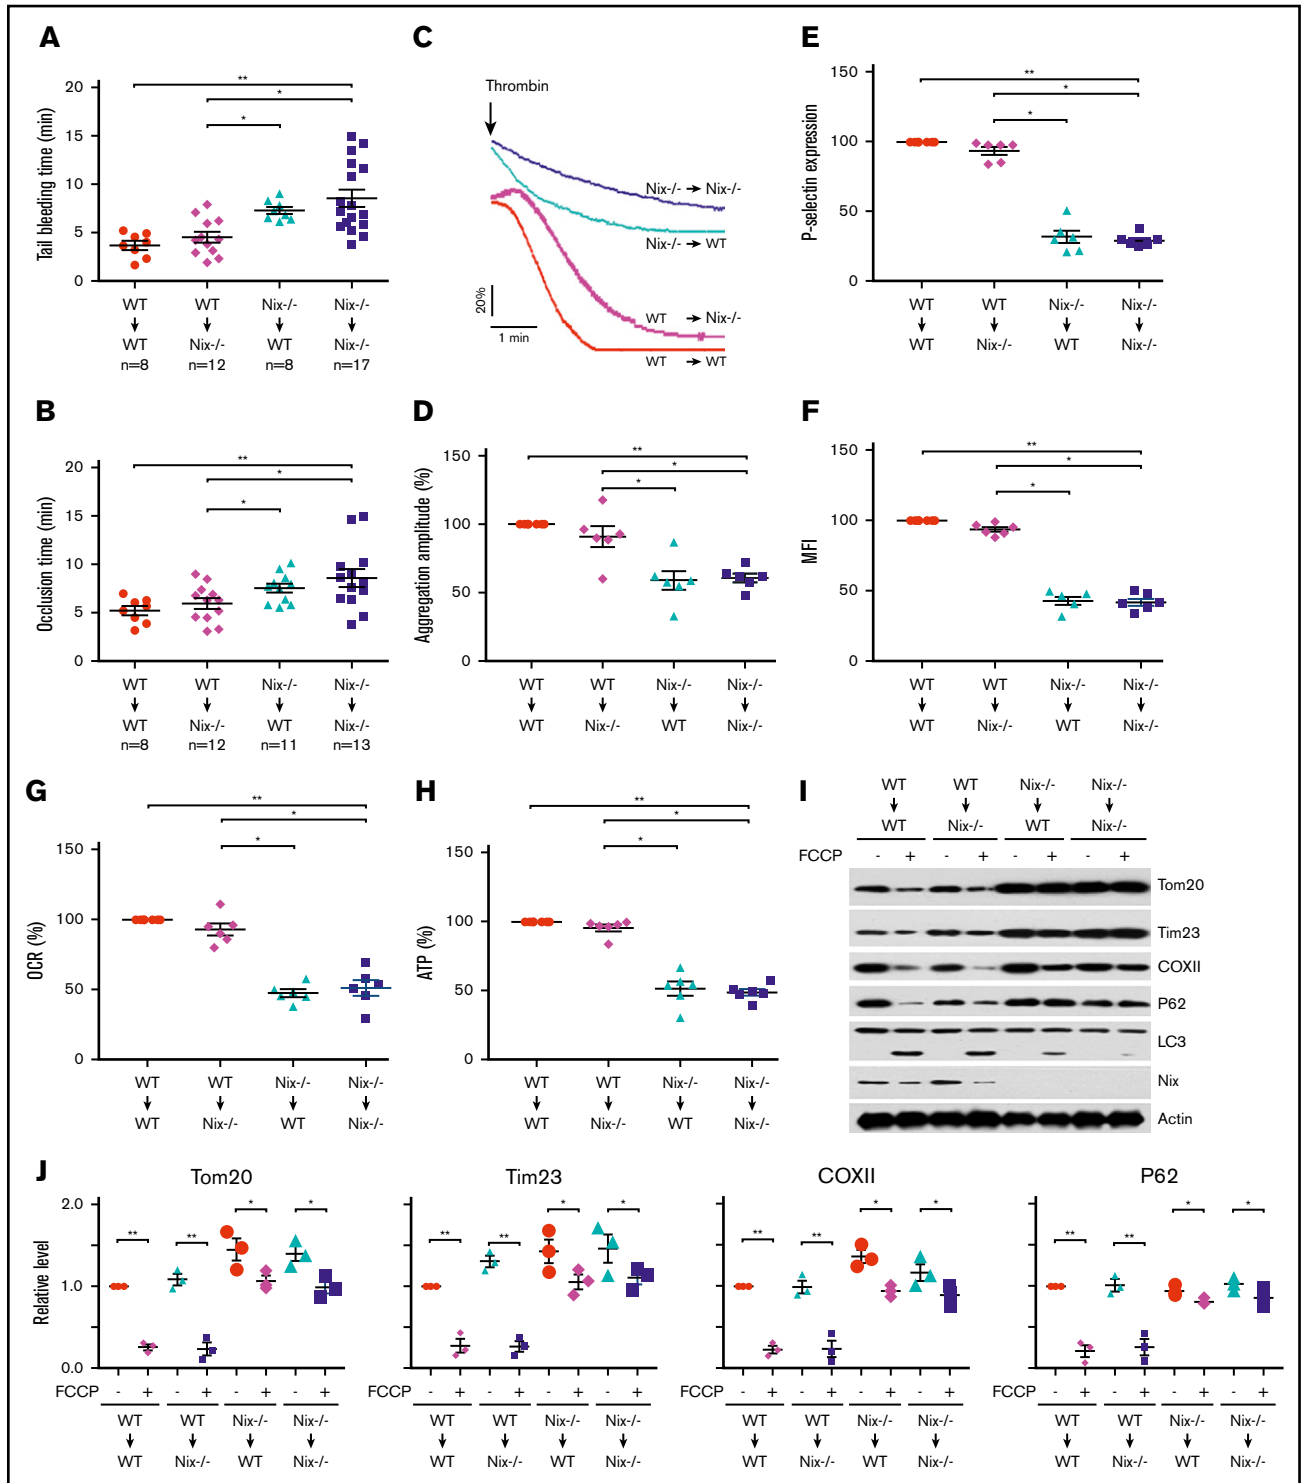 A
Tail bleeding time (min)
20
15
10
5
0
**
*
*
WT WT Nix-/- Nix-/-
WT Nix-/- WT Nix-/-
n=8 n=12 n=8 n=17
B
Occlusion time (min)
20
15
10
5
0
**
*
*
WT WT Nix-/- Nix-/-
WT Nix-/- WT Nix-/-
n=8 n=12 n=11 n=13
C
Thrombin
Nix-/- → Nix-/-
Nix-/- → WT
WT → Nix-/-
WT → WT
20%
1 min
D
Aggregation amplitude (%)
150
100
50
0
**
*
*
WT WT Nix-/- Nix-/-
WT Nix-/- WT Nix-/-
E
P-selectin expression
150
100
50
0
**
*
*
WT WT Nix-/- Nix-/-
WT Nix-/- WT Nix-/-
F
MFI
150
100
50
0
**
*
*
WT WT Nix-/- Nix-/-
WT Nix-/- WT Nix-/-
G
OCR (%)
150
100
50
0
**
*
*
WT WT Nix-/- Nix-/-
WT Nix-/- WT Nix-/-
H
ATP (%)
150
100
50
0
**
*
*
WT WT Nix-/- Nix-/-
WT Nix-/- WT Nix-/-
I
WT WT Nix-/- Nix-/-
WT Nix-/- WT Nix-/-
FCCP - + - + - + - +
Tom20
Tim23
COXII
P62
LC3
Nix
Actin
J
Relative level
2.0
1.0
0.0
Tom20
** ** * *
FCCP - + - + - + - +
WT WT Nix-/- Nix-/-
WT Nix-/- WT Nix-/-
Tim23
** ** * *
FCCP - + - + - + - +
WT WT Nix-/- Nix-/-
WT Nix-/- WT Nix-/-
COXII
** ** * *
FCCP - + - + - + - +
WT WT Nix-/- Nix-/-
WT Nix-/- WT Nix-/-
P62
** ** * *
FCCP - + - + - + - +
WT WT Nix-/- Nix-/-
WT Nix-/- WT Nix-/-